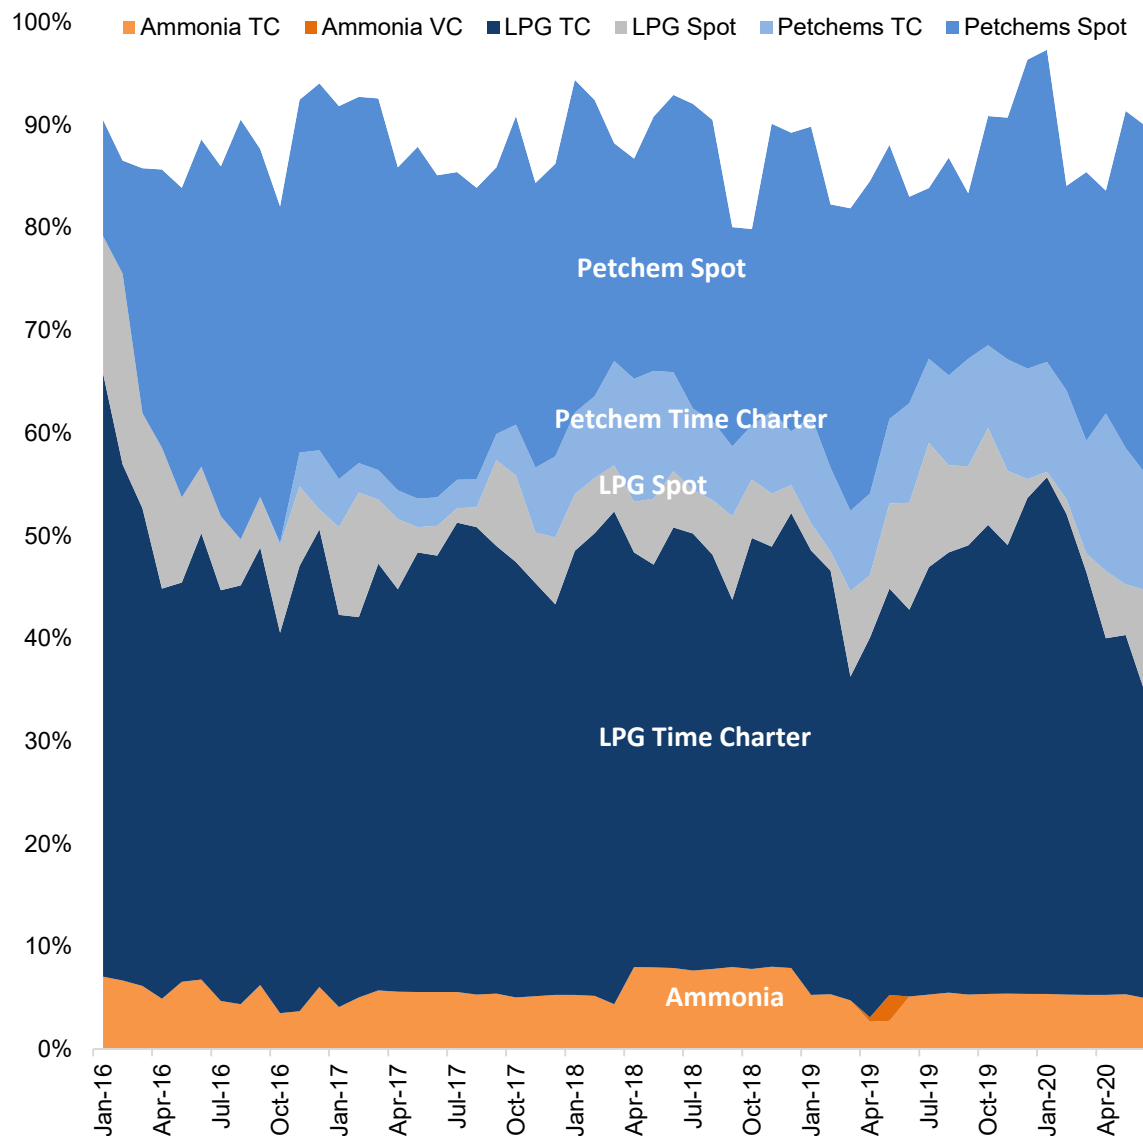 100%
Ammonia TC Ammonia VC LPG TC LPG Spot Petchems TC Petchems Spot
90%
80%
Petchem Spot
70%
60%
Petchem Time Charter
LPG Spot
50%
40%
30%
LPG Time Charter
20%
10%
Ammonia
0%
Jan-16 Apr-16 Jul-16 Oct-16 Jan-17 Apr-17 Jul-17 Oct-17 Jan-18 Apr-18 Jul-18 Oct-18 Jan-19 Apr-19 Jul-19 Oct-19 Jan-20 Apr-20